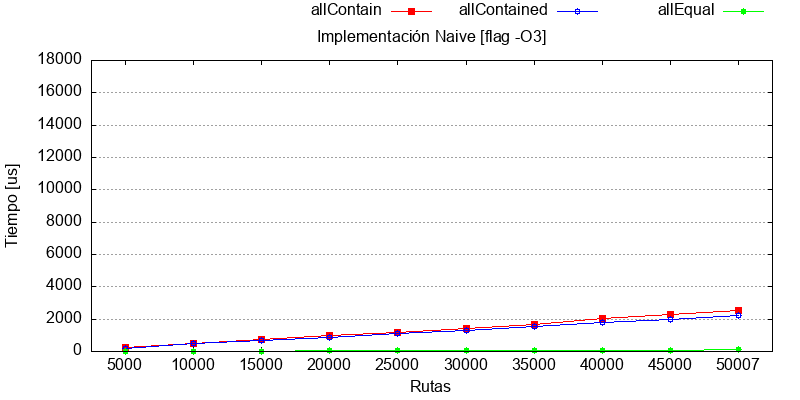 allContain allContained allEqual
Implementación Naive [flag -O3]
Tiempo [us]
18000
16000
14000
12000
10000
8000
6000
4000
2000
0
5000 10000 15000 20000 25000 30000 35000 40000 45000 50007
Rutas